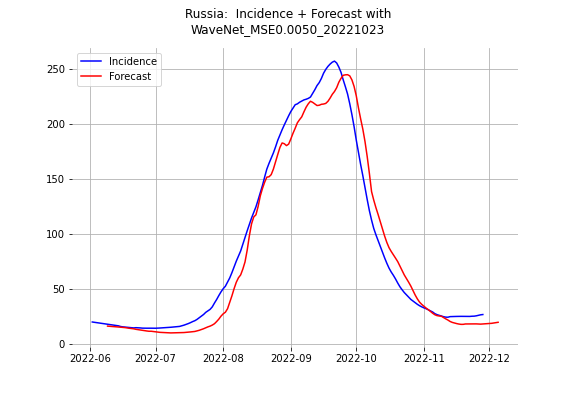 Russia:  Incidence + Forecast with
WaveNet_MSE0.0050_20221023
Incidence
Forecast
250
200
150
100
50
0
2022-06 2022-07 2022-08 2022-09 2022-10 2022-11 2022-12